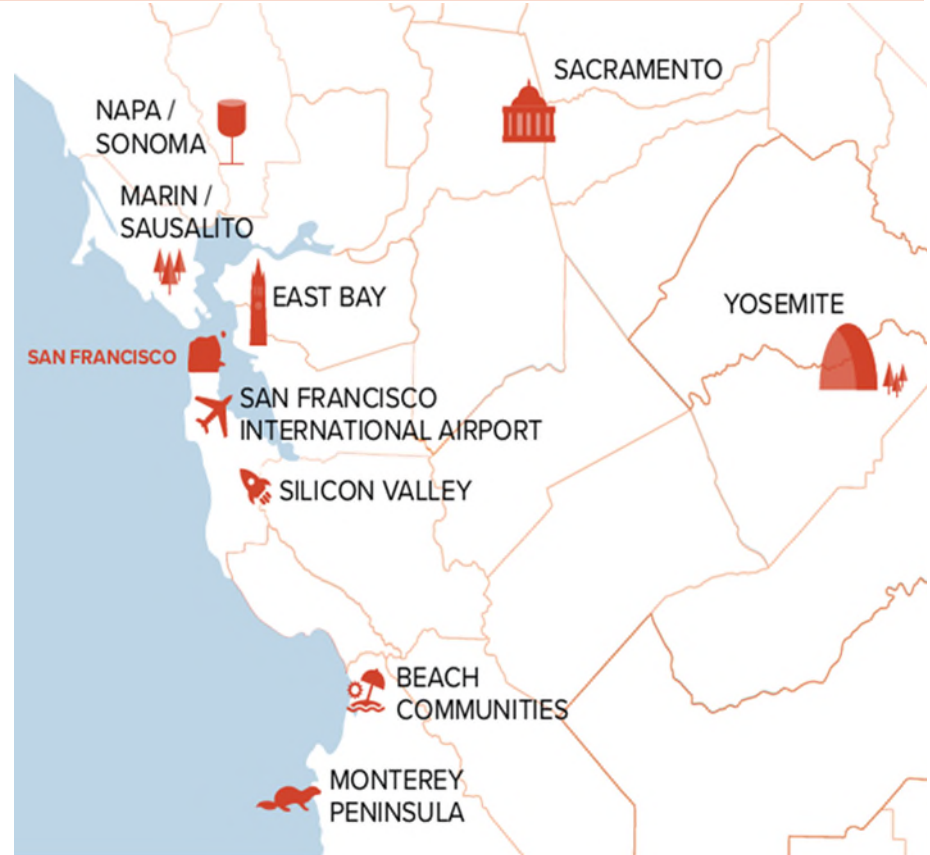 SACRAMENTO
NAPA /
SONOMA
MARIN /
SAUSALITO
EAST BAY
YOSEMITE
SAN FRANCISCO
SAN FRANCISCO
INTERNATIONAL AIRPORT
SILICON VALLEY
BEACH
COMMUNITIES
MONTEREY
PENINSULA